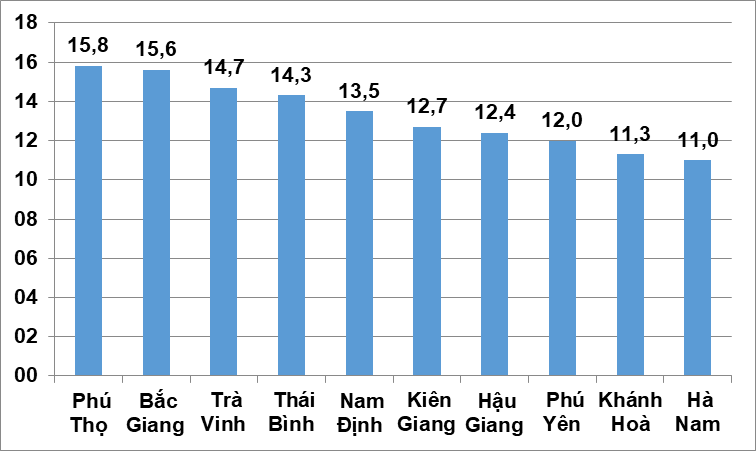 18
16
14
12
10
08
06
04
02
00
15,8
15,6
14,7
14,3
13,5
12,7
12,4
12,0
11,3
11,0
Phú
Thọ
Bắc
Giang
Trà
Vinh
Thái
Bình
Nam
Định
Kiên
Giang
Hậu
Giang
Phú
Yên
Khánh
Hoà
Hà
Nam